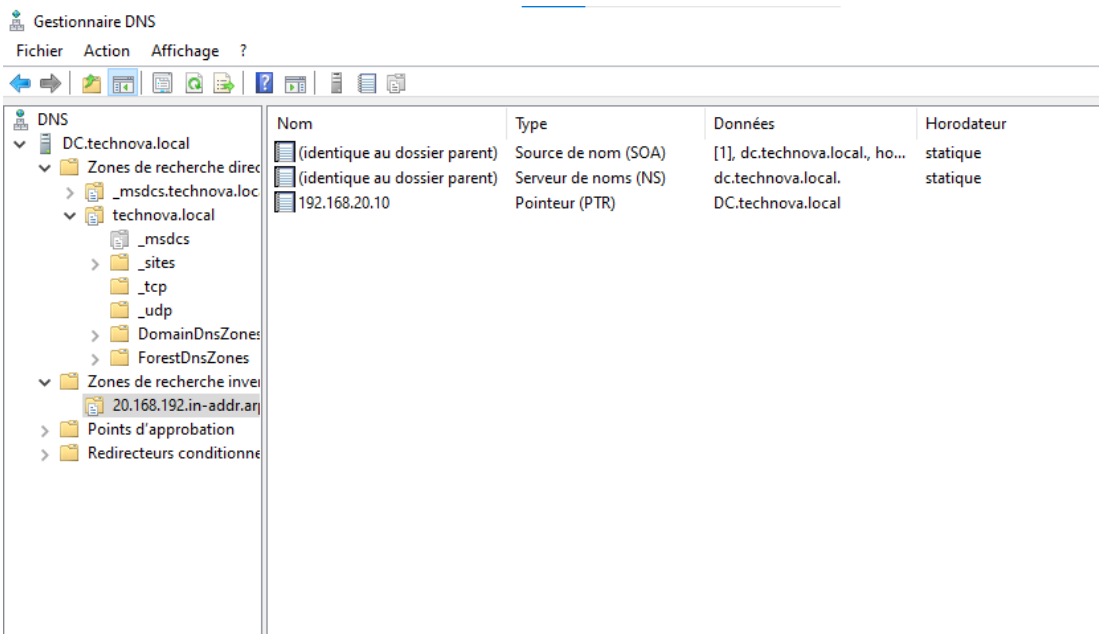 Gestionnaire DNS
Fichier Action Affichage ?
DNS
DC.technova.local
Zones de recherche direc
_msdcs.technova.loc
technova.local
_msdcs
_sites
_tcp
_udp
DomainDnsZones
ForestDnsZones
Zones de recherche inver
20.168.192.in-addr.arp
Points d'approbation
Redirecteurs conditionne
Nom Type Données Horodateur
(identique au dossier parent) Source de nom (SOA) [1], dc.technova.local., ho... statique
(identique au dossier parent) Serveur de noms (NS) dc.technova.local. statique
192.168.20.10 Pointeur (PTR) DC.technova.local